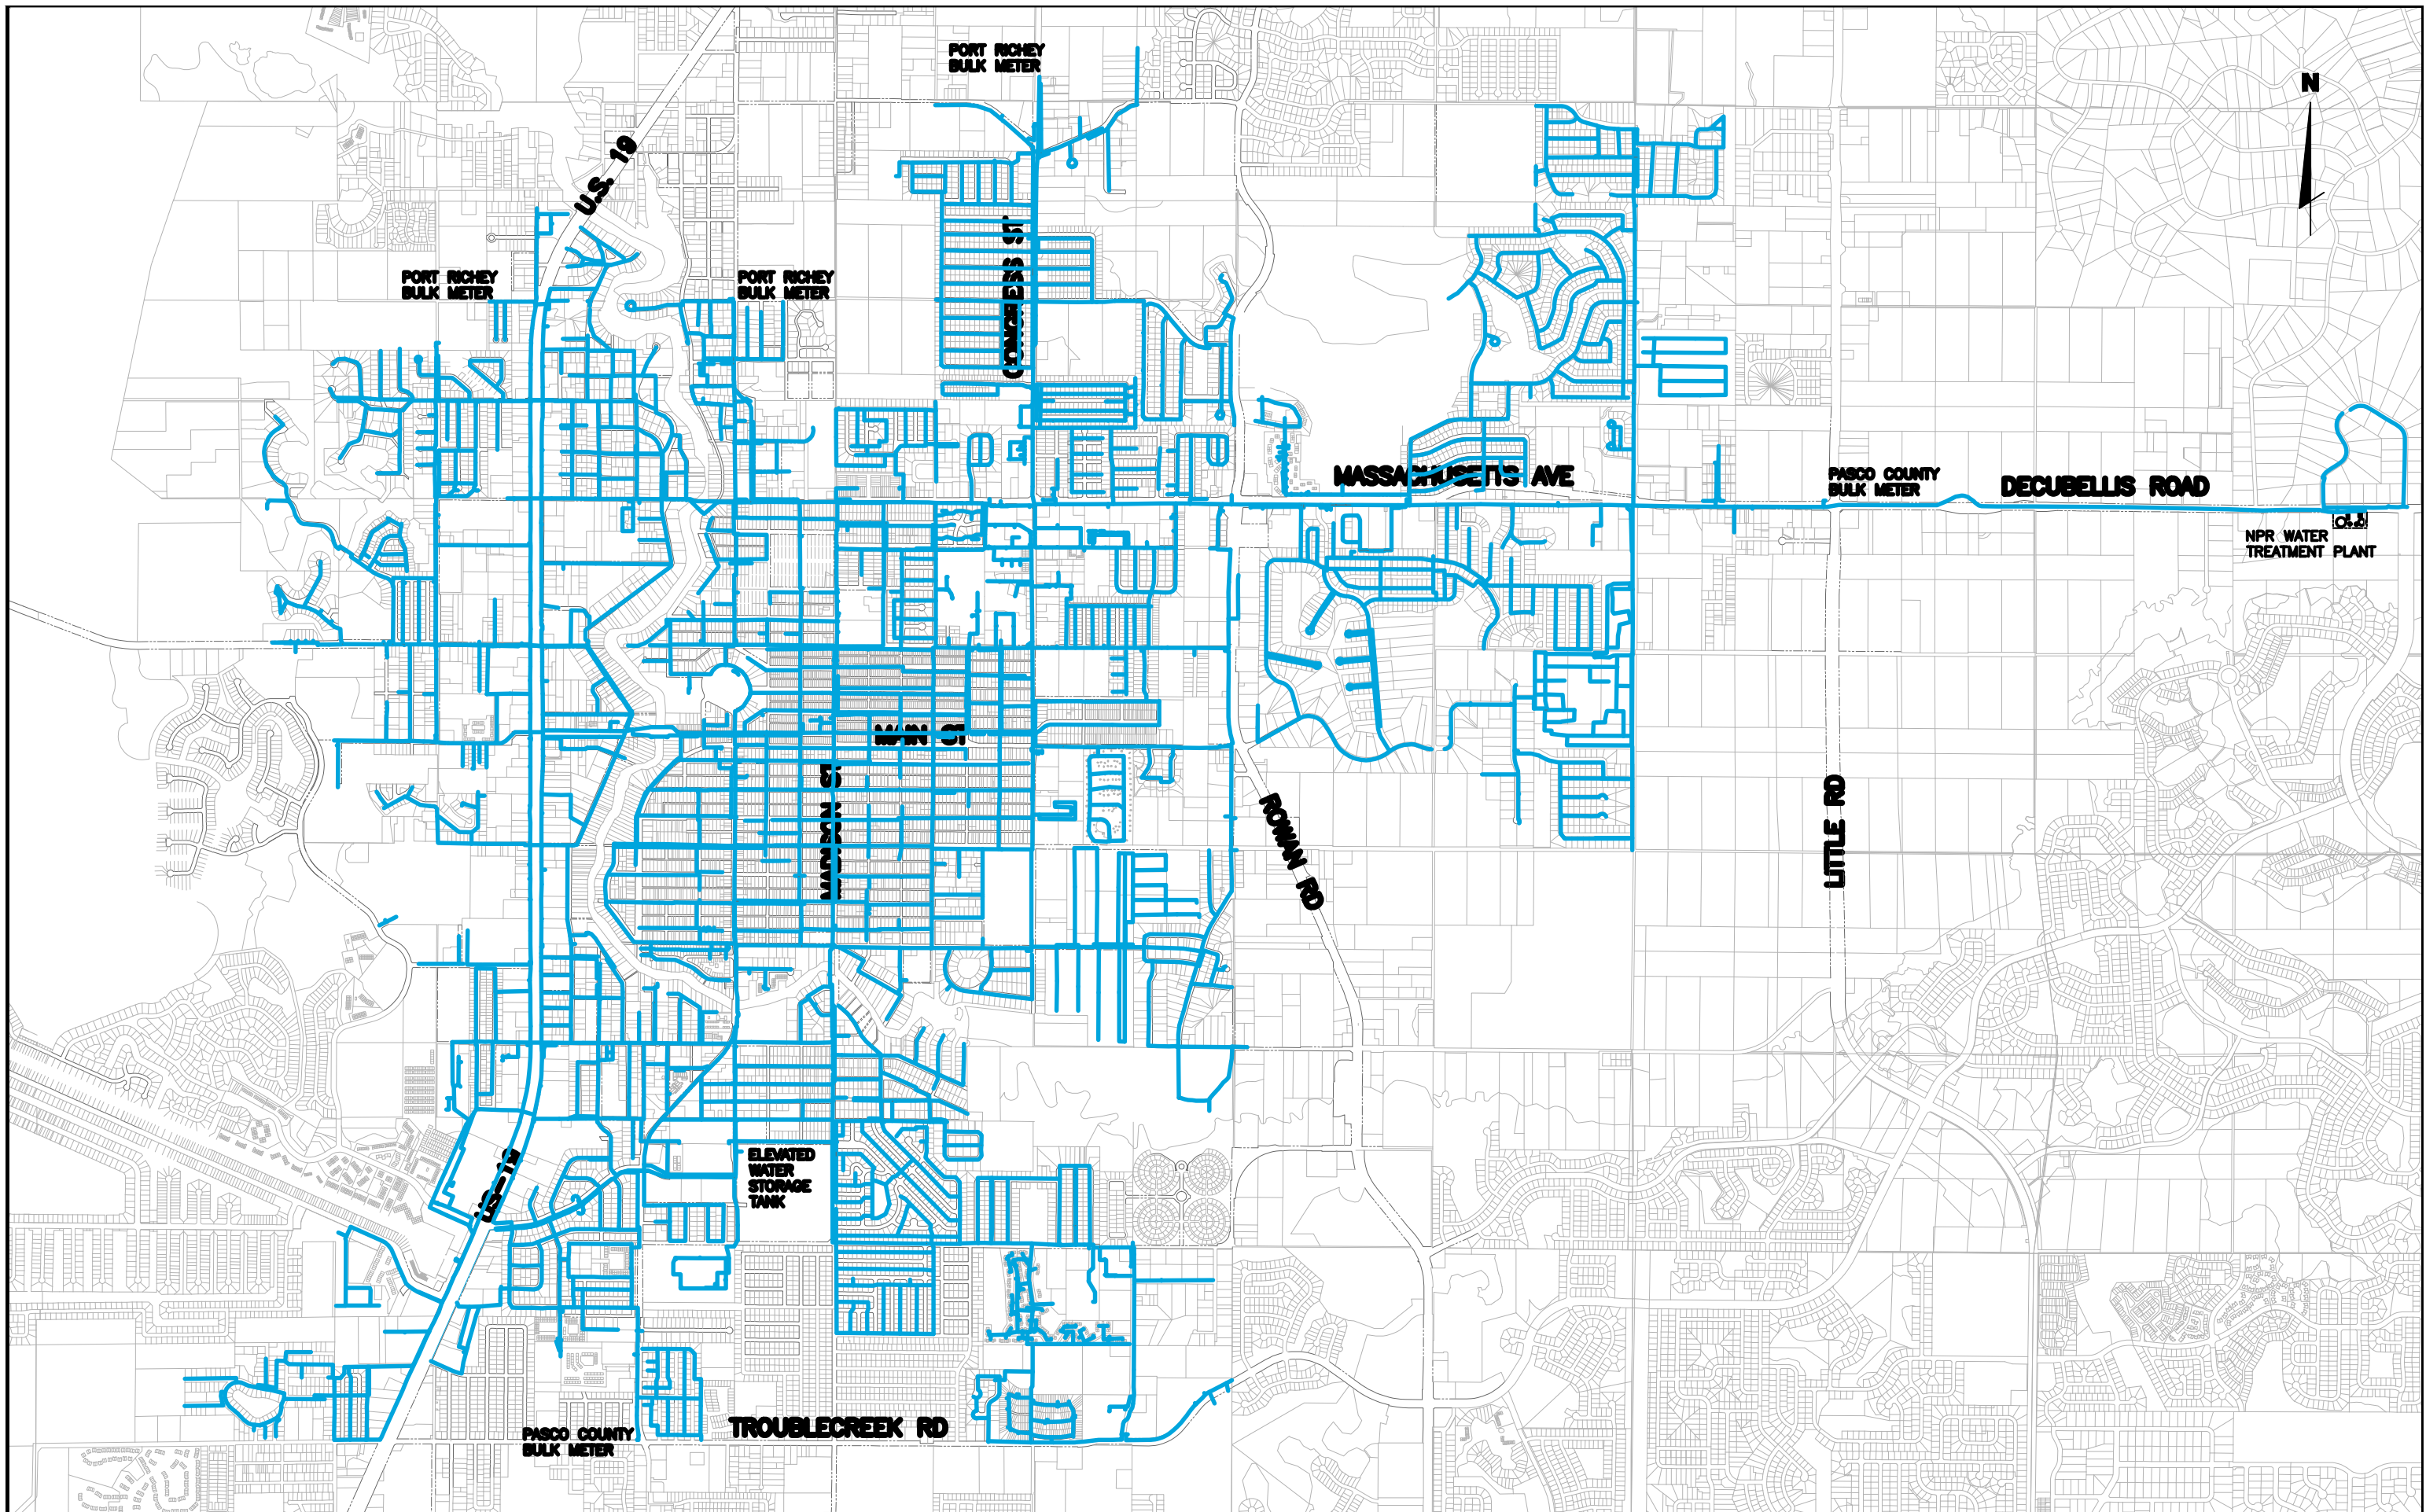 PORT RICHEY
BULK METER
N
U.S. 19
CONGRESS ST
PORT RICHEY
BULK METER
PORT RICHEY
BULK METER
MASSACHUSETTS AVE
PASCO COUNTY
BULK METER
DECUBELLIS ROAD
NPR WATER
TREATMENT PLANT
MAIN ST
MADISON ST
ROWAN RD
LITTLE RD
ELEVATED
WATER
STORAGE
TANK
US-19
PASCO COUNTY
BULK METER
TROUBLECREEK RD